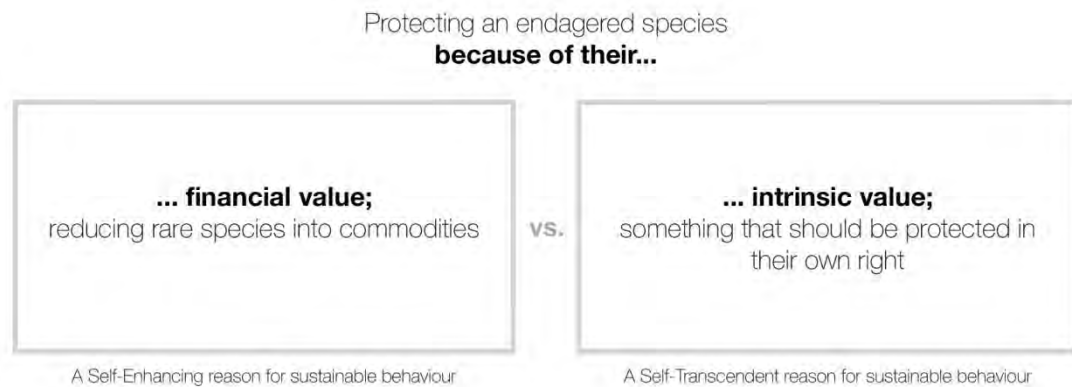 Protecting an endagered species
because of their...
... financial value;
reducing rare species into commodities
vs.
... intrinsic value;
something that should be protected in
their own right
A Self-Enhancing reason for sustainable behaviour
A Self-Transcendent reason for sustainable behaviour